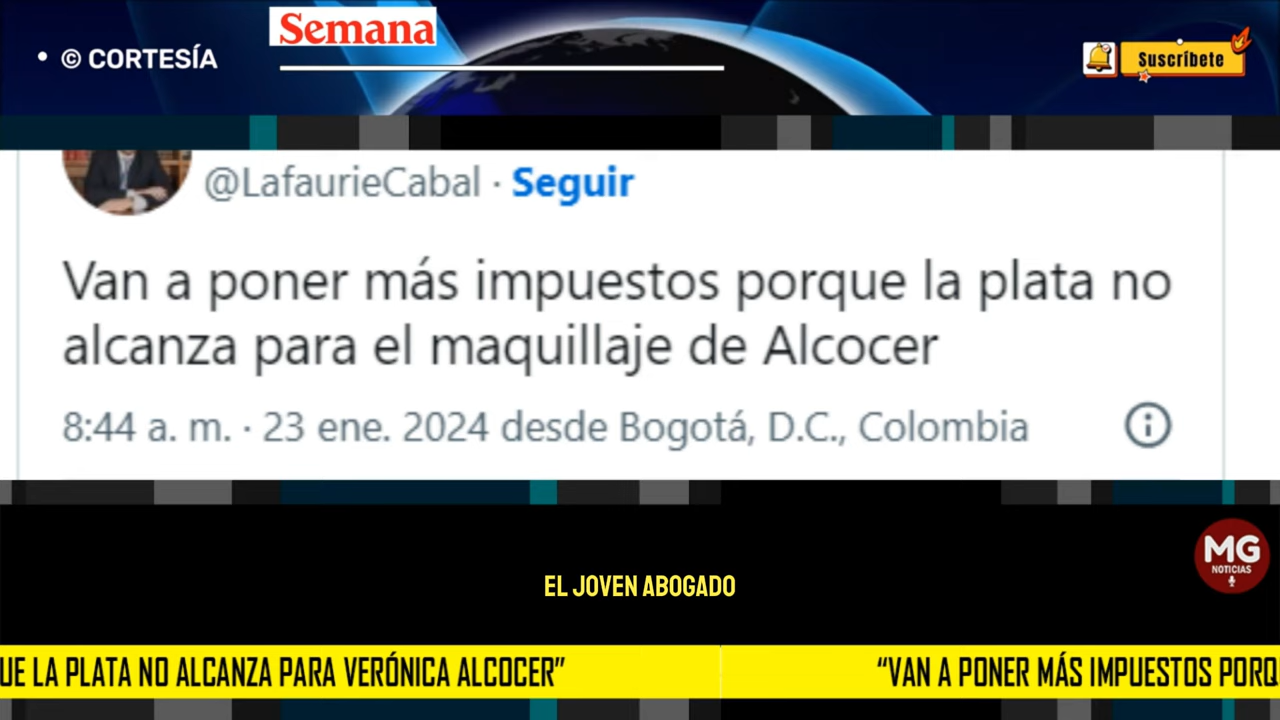 Semana
• © CORTESÍA
Suscríbete
@LafaurieCabal · Seguir
Van a poner más impuestos porque la plata no
alcanza para el maquillaje de Alcocer
8:44 a. m. · 23 ene. 2024 desde Bogotá, D.C., Colombia
MG
NOTICIAS
EL JOVEN ABOGADO
UE LA PLATA NO ALCANZA PARA VERÓNICA ALCOCER” “VAN A PONER MÁS IMPUESTOS PORQ